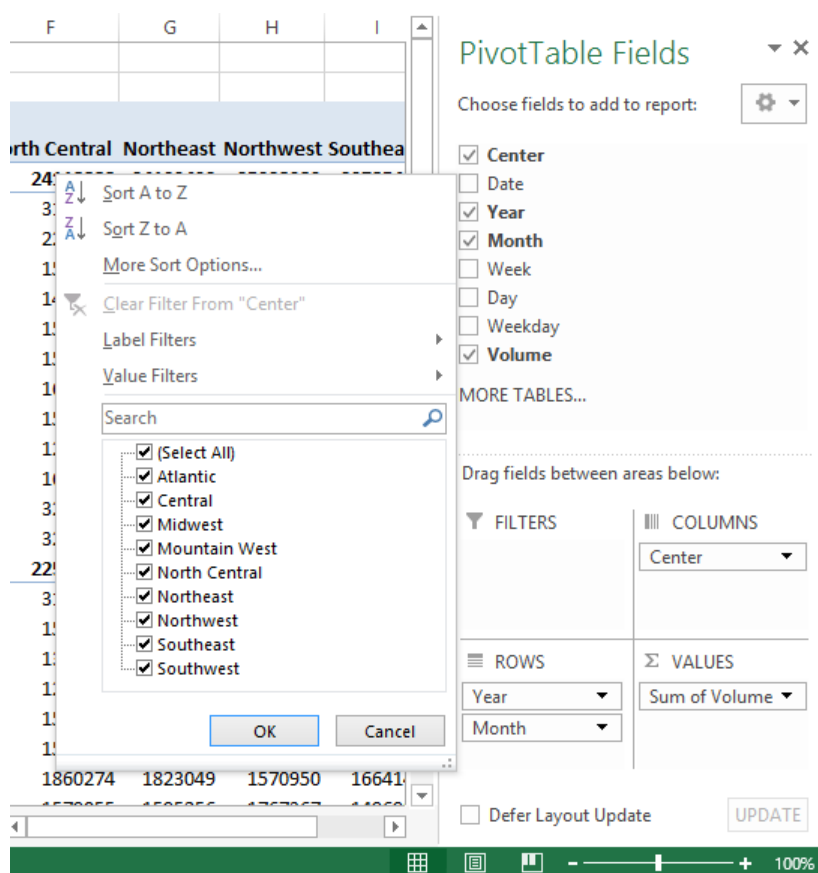 F G H I
PivotTable Fields
Choose fields to add to report:
rth Central Northeast Northwest Southea
Center
Date
Year
Month
Week
Day
Weekday
Volume
MORE TABLES...
Sort A to Z
Sort Z to A
More Sort Options...
Clear Filter From "Center"
Label Filters
Value Filters
Search
(Select All)
Atlantic
Central
Midwest
Mountain West
North Central
Northeast
Northwest
Southeast
Southwest
OK Cancel
1860274 1823049 1570950 16641
Drag fields between areas below:
FILTERS
COLUMNS
Center
ROWS
Year
Month
Σ VALUES
Sum of Volume
Defer Layout Update UPDATE
100%